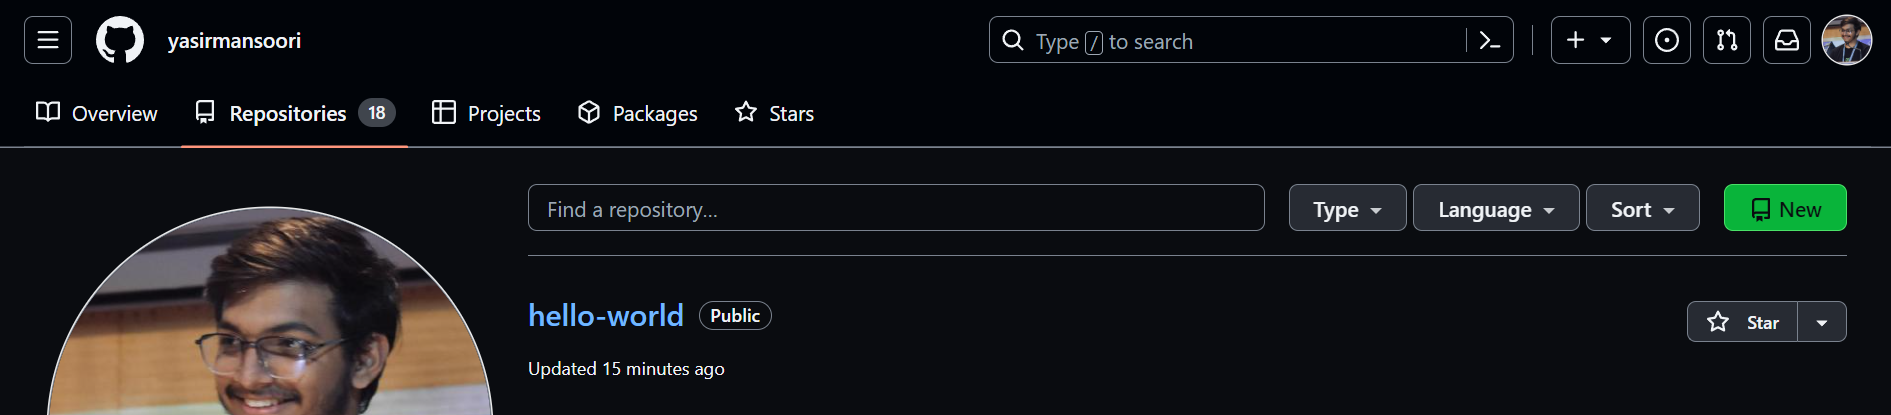 yasirmansoori
Type / to search
Overview Repositories 18 Projects Packages Stars
Find a repository... Type Language Sort New
hello-world Public Star
Updated 15 minutes ago